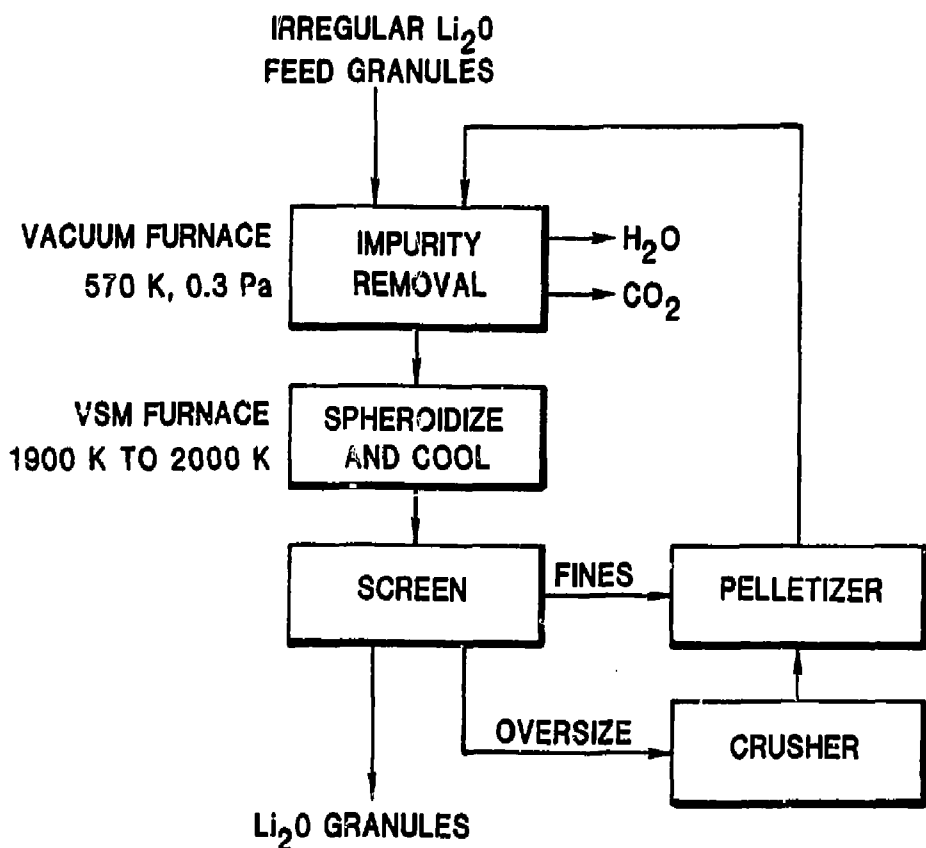 IRREGULAR Li₂O
FEED GRANULES
VACUUM FURNACE
570 K, 0.3 Pa
IMPURITY
REMOVAL
H₂O
CO₂
VSM FURNACE
1900 K TO 2000 K
SPHEROIDIZE
AND COOL
SCREEN
FINES
PELLETIZER
OVERSIZE
CRUSHER
Li₂O GRANULES